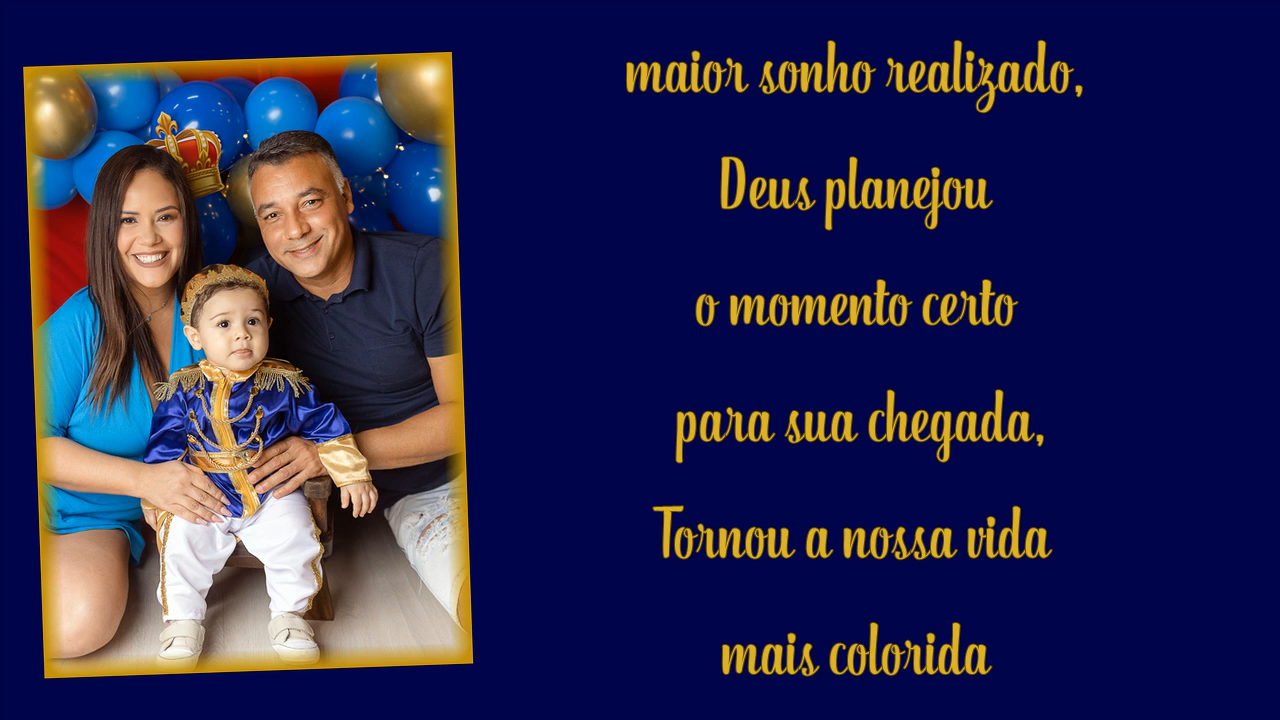 maior sonho realizado,
Deus planejou
o momento certo
para sua chegada,
Tornou a nossa vida
mais colorida